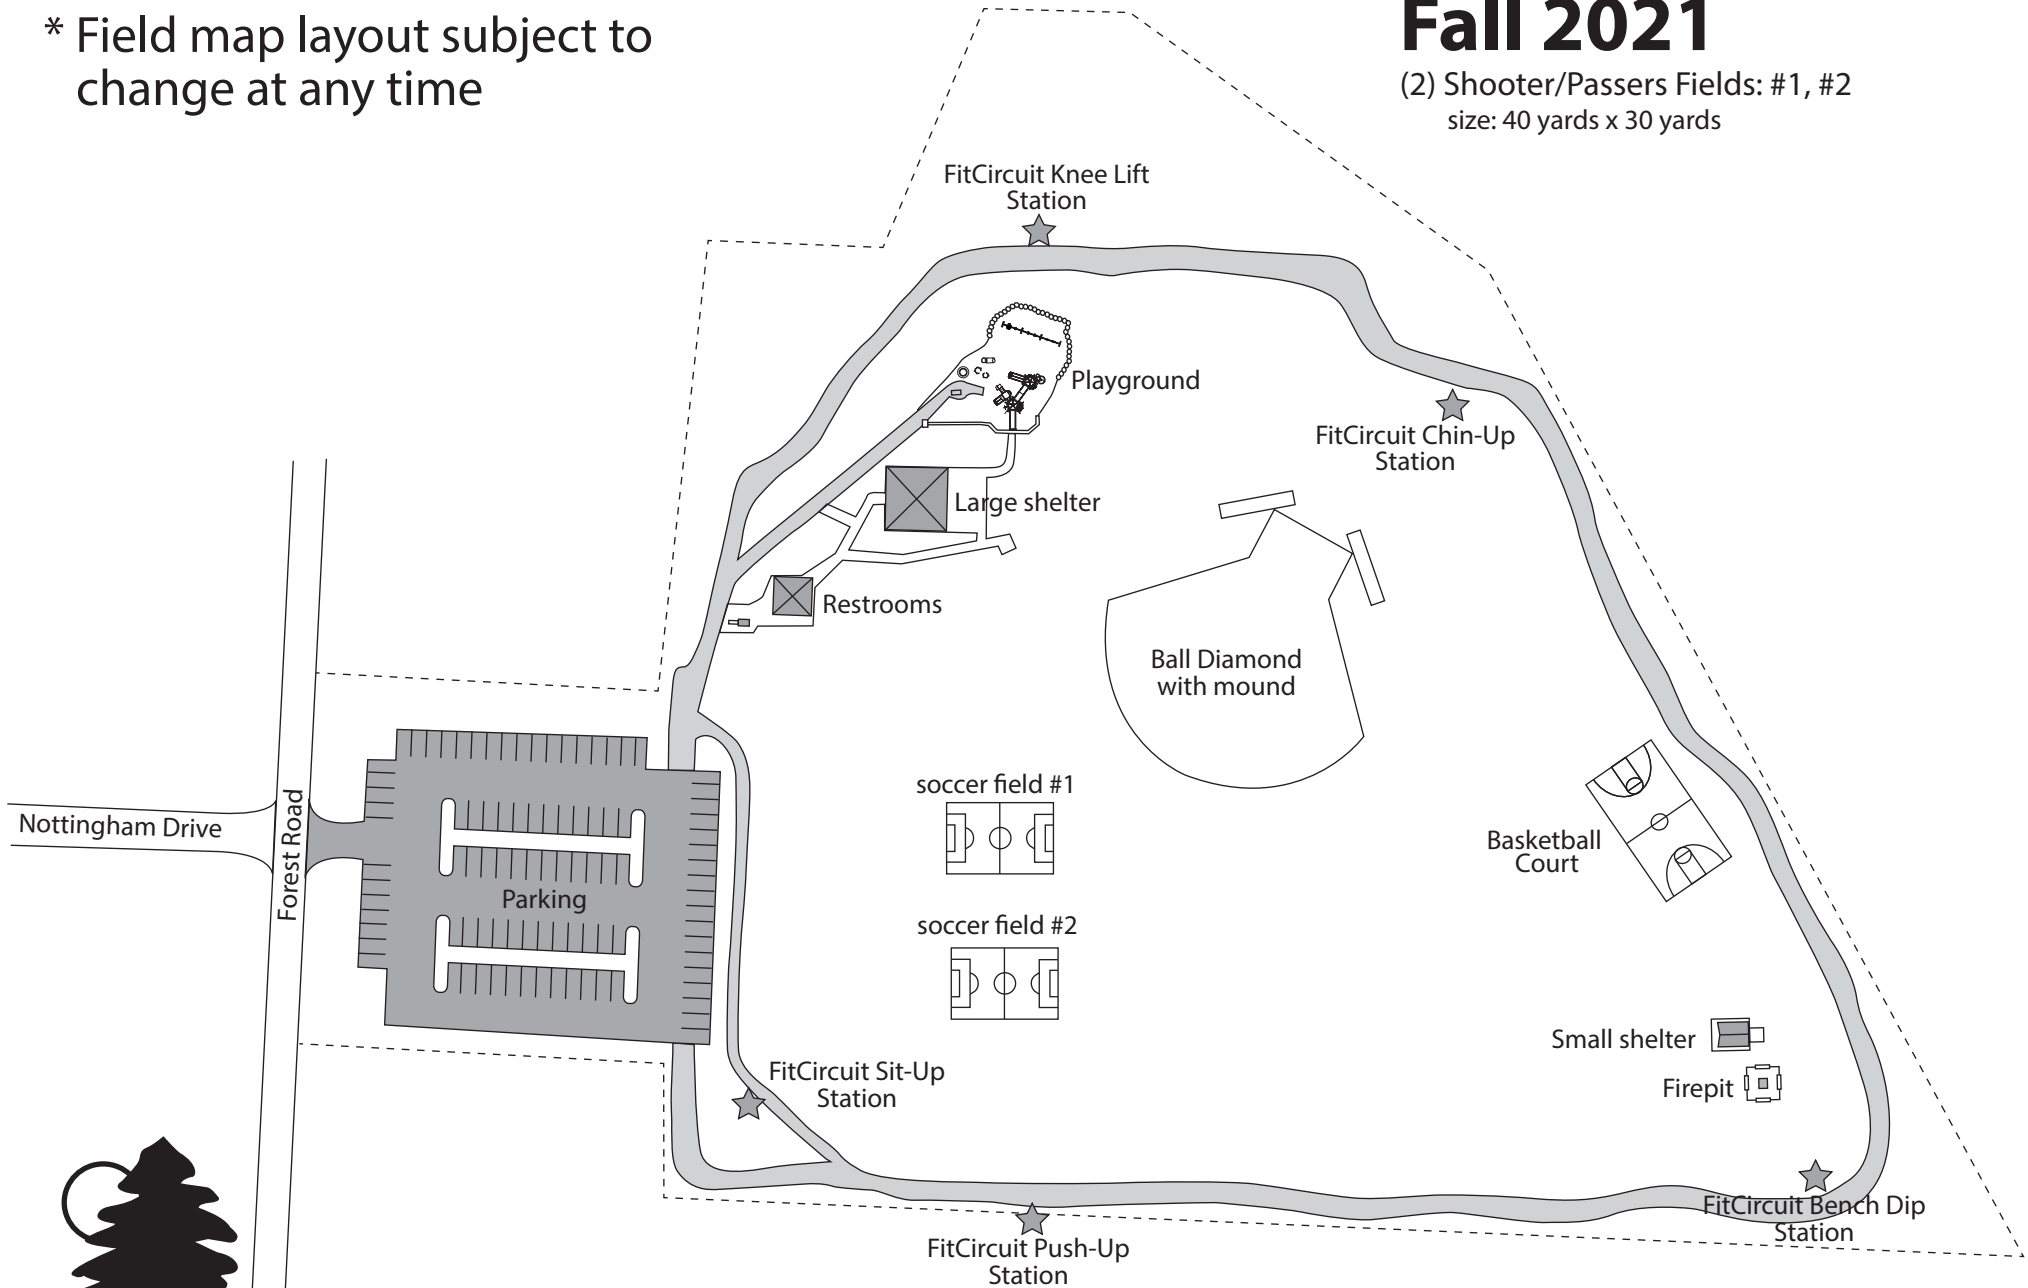 * Field map layout subject to
change at any time
Fall 2021
(2) Shooter/Passers Fields: #1, #2
size: 40 yards x 30 yards
FitCircuit Knee Lift
Station
Playground
FitCircuit Chin-Up
Station
Large shelter
Restrooms
Ball Diamond
with mound
soccer field #1
Nottingham Drive
Forest Road
Basketball
Court
Parking
soccer field #2
Small shelter
FitCircuit Sit-Up
Station
Firepit
FitCircuit Bench Dip
Station
FitCircuit Push-Up
Station